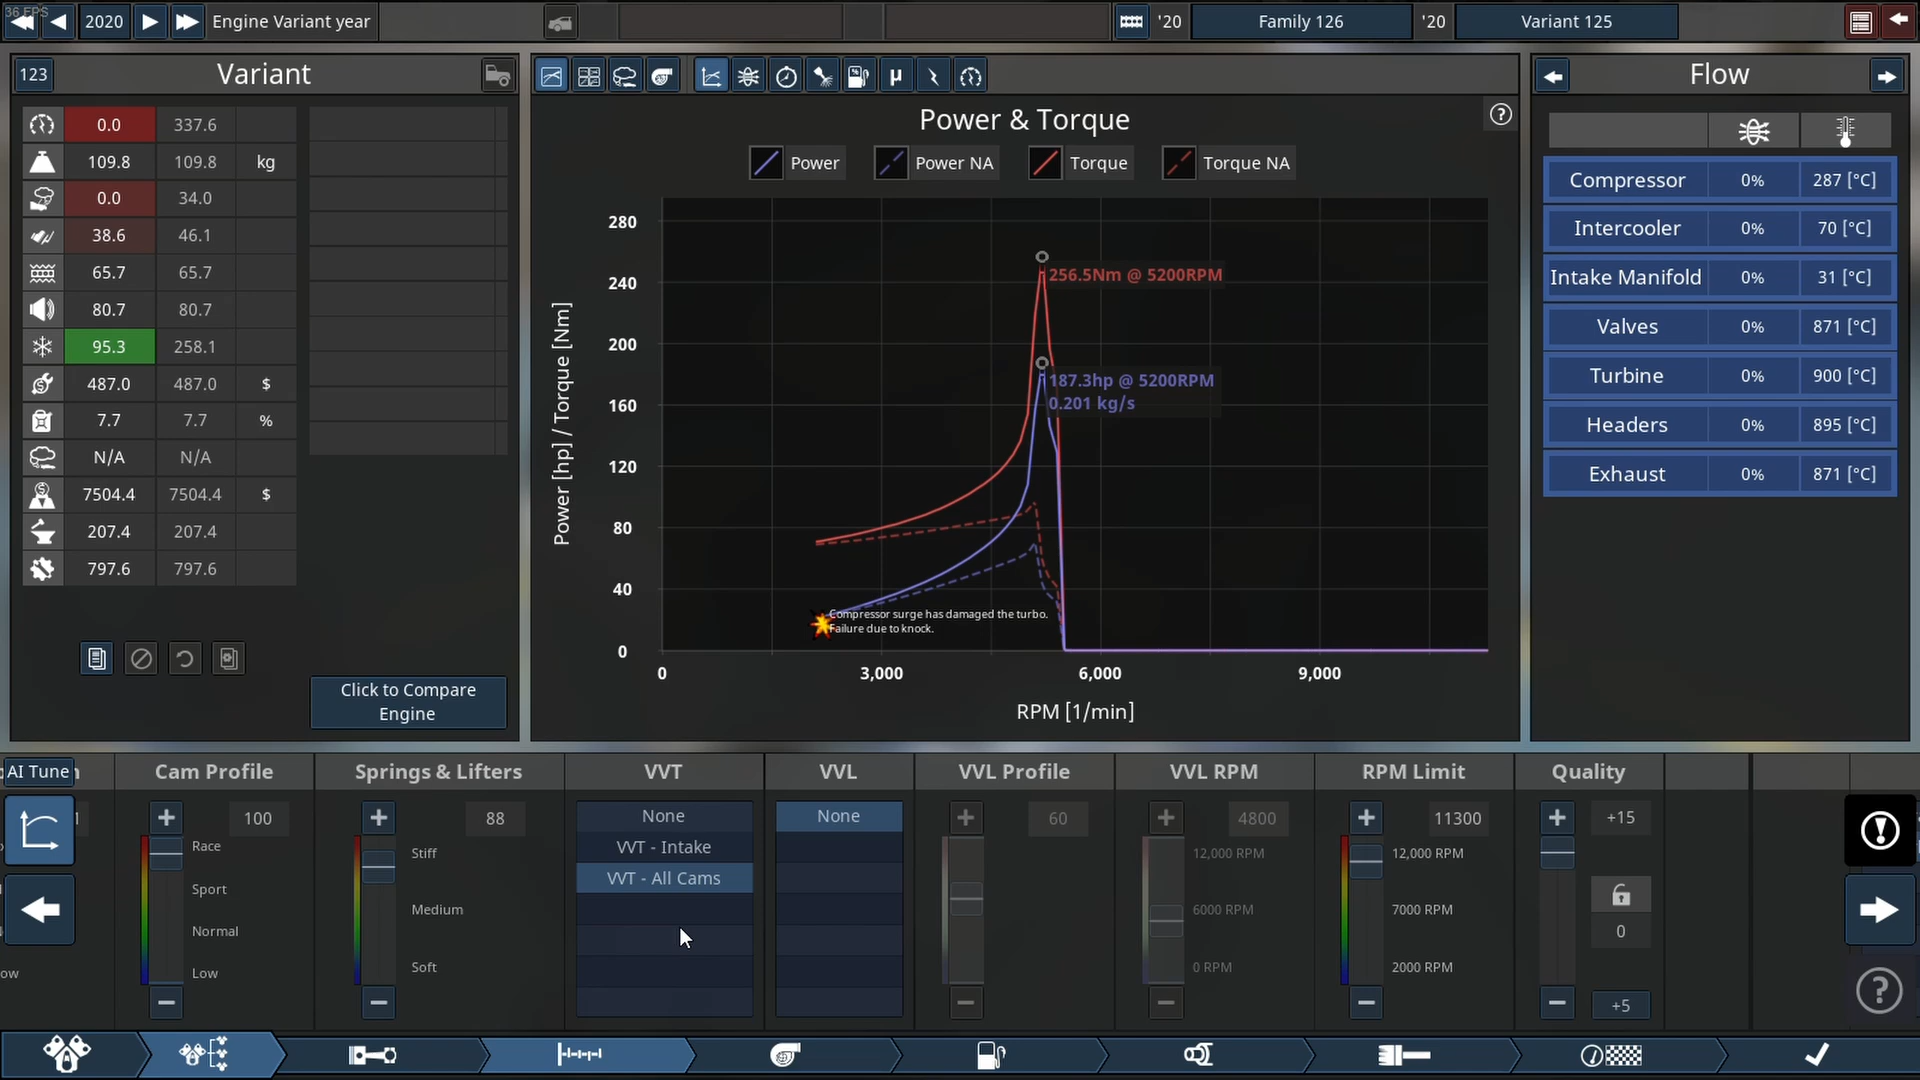 36 FPS
2020
Engine Variant year
'20
Family 126
'20
Variant 125
123
Variant
0.0 337.6
109.8 109.8 kg
0.0 34.0
38.6 46.1
65.7 65.7
80.7 80.7
95.3 258.1
487.0 487.0 $
7.7 7.7 %
N/A N/A
7504.4 7504.4 $
207.4 207.4
797.6 797.6
Click to Compare
Engine
μ
Power & Torque
?
Power
Power NA
Torque
Torque NA
280
240
200
160
120
80
40
0
Power [hp] / Torque [Nm]
256.5Nm @ 5200RPM
187.3hp @ 5200RPM
0.201 kg/s
Compressor surge has damaged the turbo.
Failure due to knock.
0 3,000 6,000 9,000
RPM [1/min]
Flow
Compressor 0% 287 [°C]
Intercooler 0% 70 [°C]
Intake Manifold 0% 31 [°C]
Valves 0% 871 [°C]
Turbine 0% 900 [°C]
Headers 0% 895 [°C]
Exhaust 0% 871 [°C]
AI Tune
Cam Profile
100
Race
Sport
Normal
Low
Springs & Lifters
88
Stiff
Medium
Soft
VVT
None
VVT - Intake
VVT - All Cams
VVL
None
VVL Profile
60
VVL RPM
4800
12,000 RPM
6000 RPM
0 RPM
RPM Limit
11300
12,000 RPM
7000 RPM
2000 RPM
Quality
+15
0
+5
?